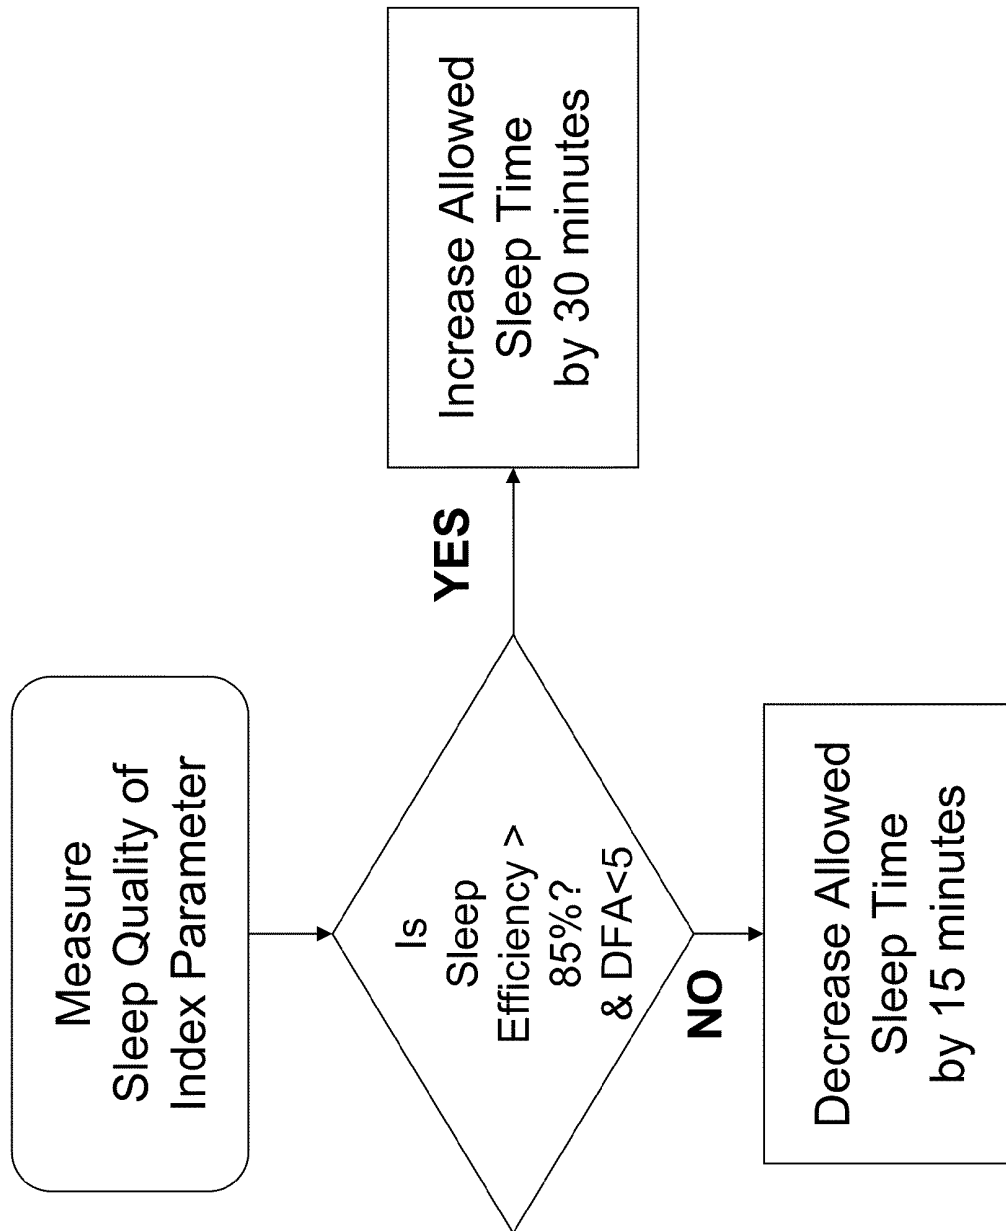 Measure
Sleep Quality of
Index Parameter
Is
Sleep
Efficiency >
85%?
& DFA<5
YES
Increase Allowed
Sleep Time
by 30 minutes
NO
Decrease Allowed
Sleep Time
by 15 minutes